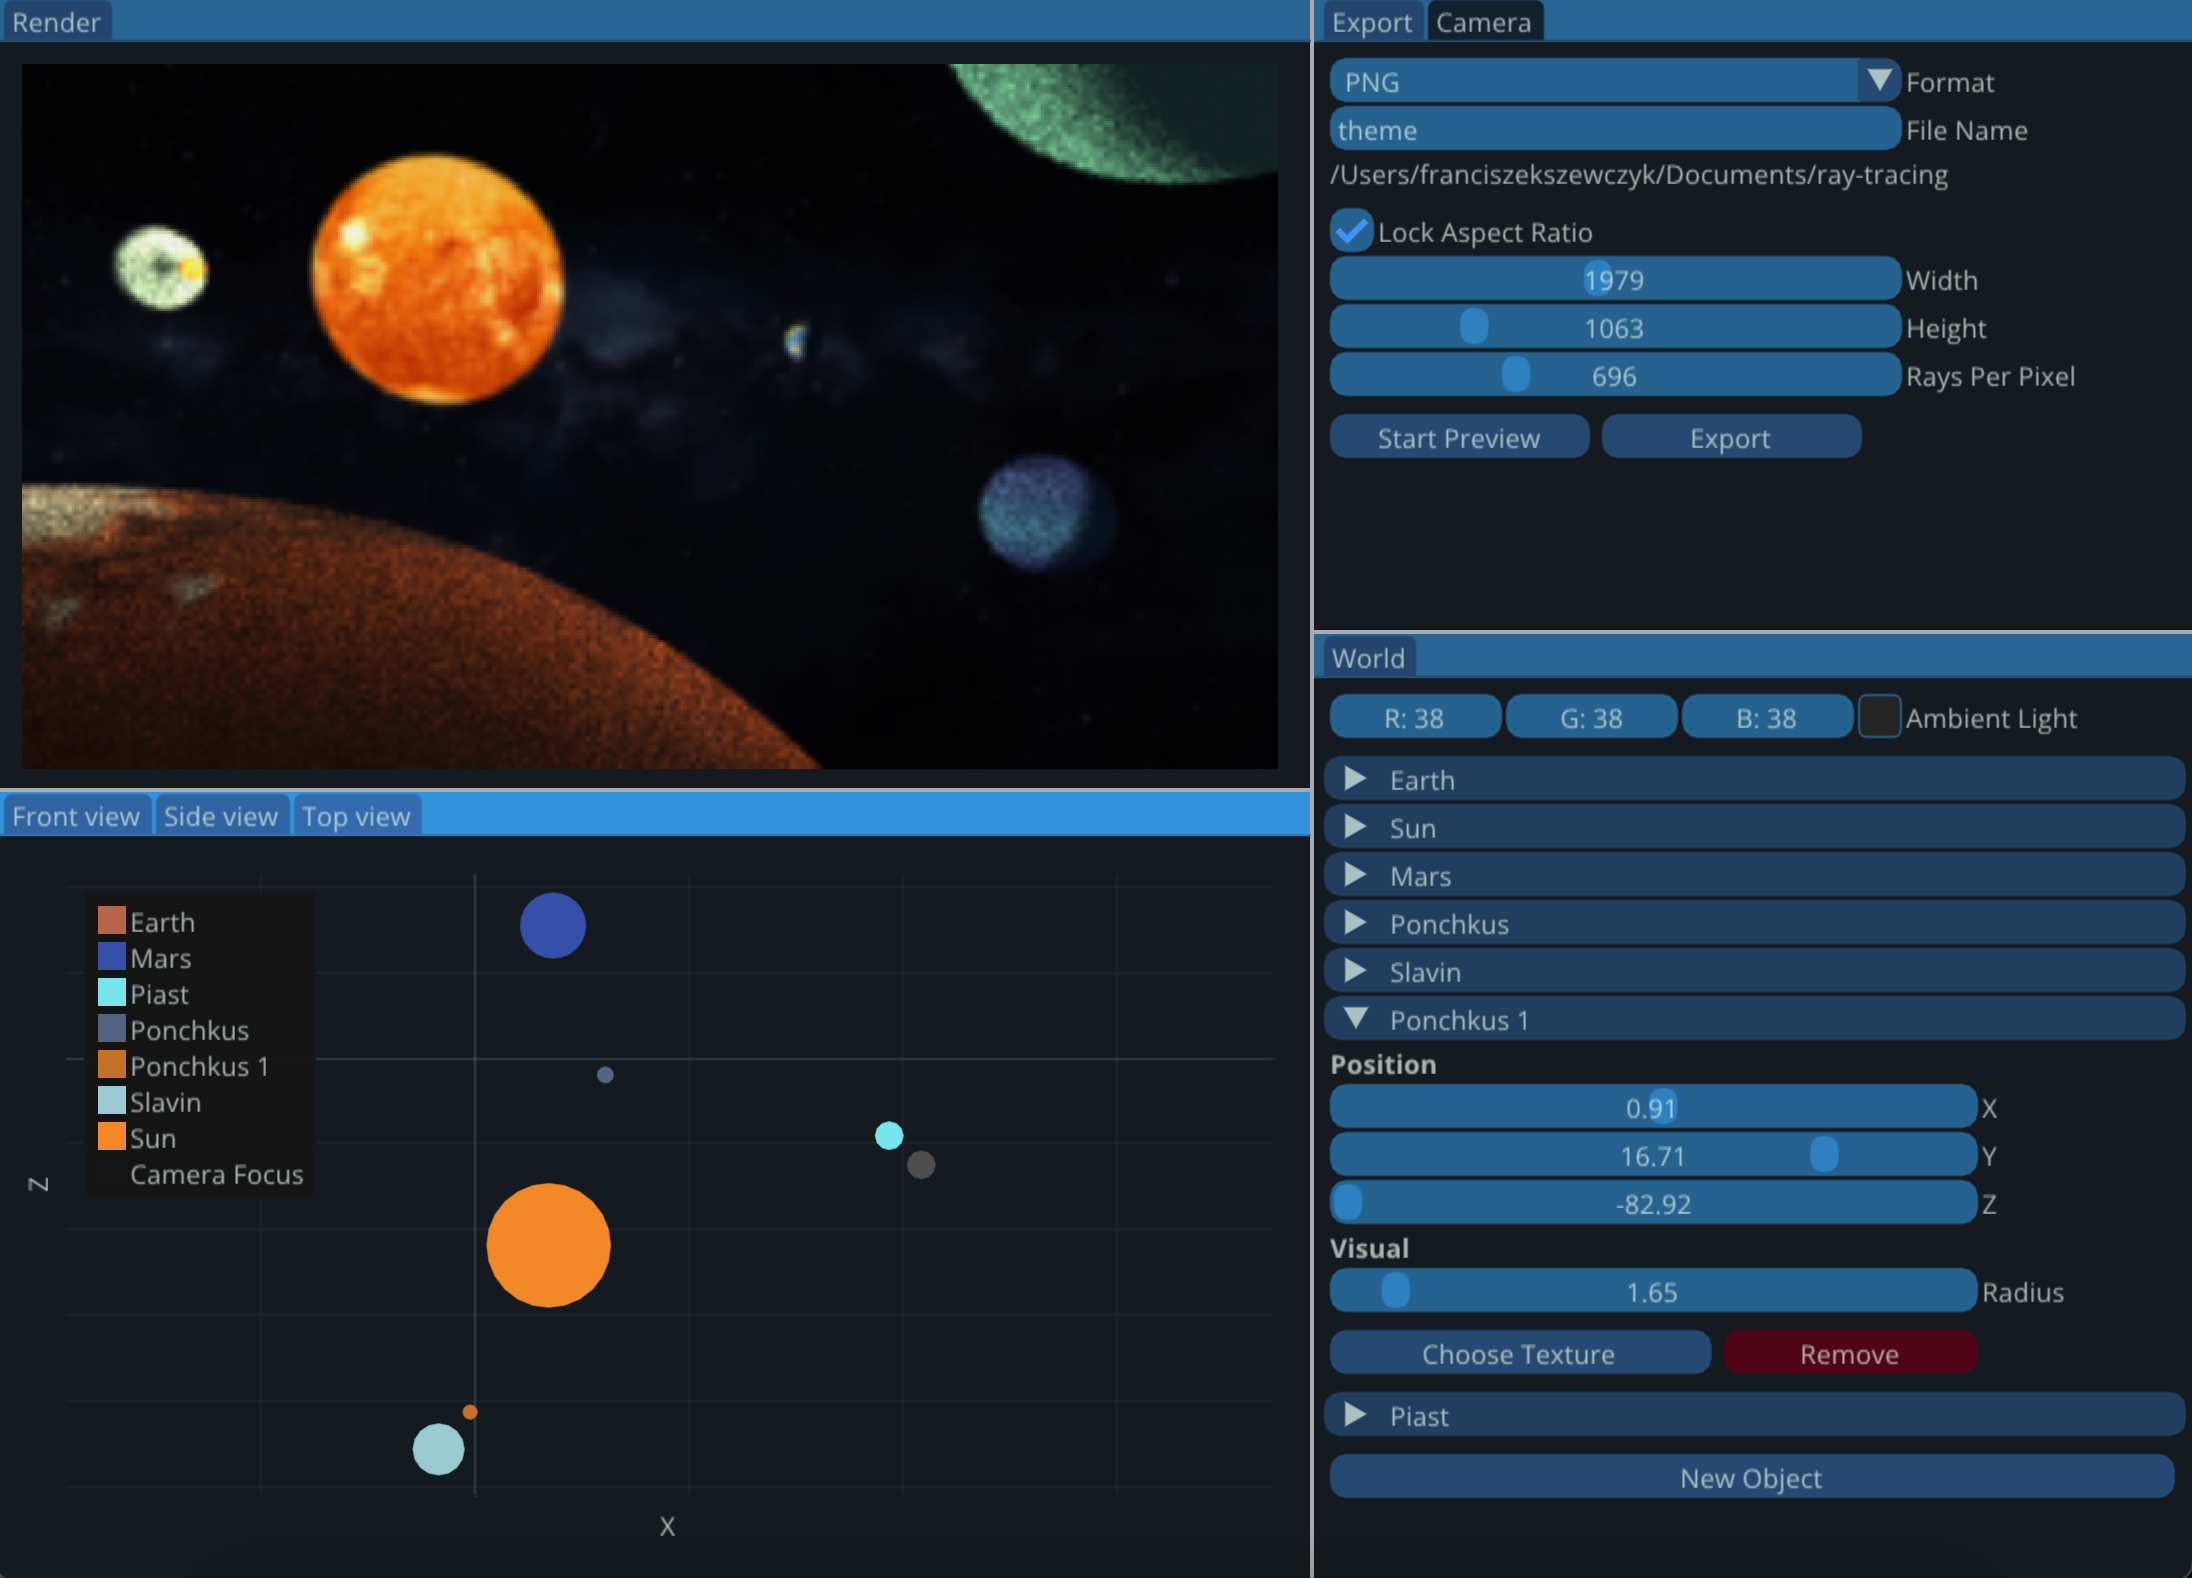 Render
Export Camera
PNG Format
theme File Name
/Users/franciszekszewczyk/Documents/ray-tracing
Lock Aspect Ratio
1979 Width
1063 Height
696 Rays Per Pixel
Start Preview Export
Front view Side view Top view
Earth
Mars
Piast
Ponchkus
Ponchkus 1
Slavin
Sun
Camera Focus
Z
X
World
R: 38 G: 38 B: 38 Ambient Light
Earth
Sun
Mars
Ponchkus
Slavin
Ponchkus 1
Position
0.91 X
16.71 Y
-82.92 Z
Visual
1.65 Radius
Choose Texture Remove
Piast
New Object